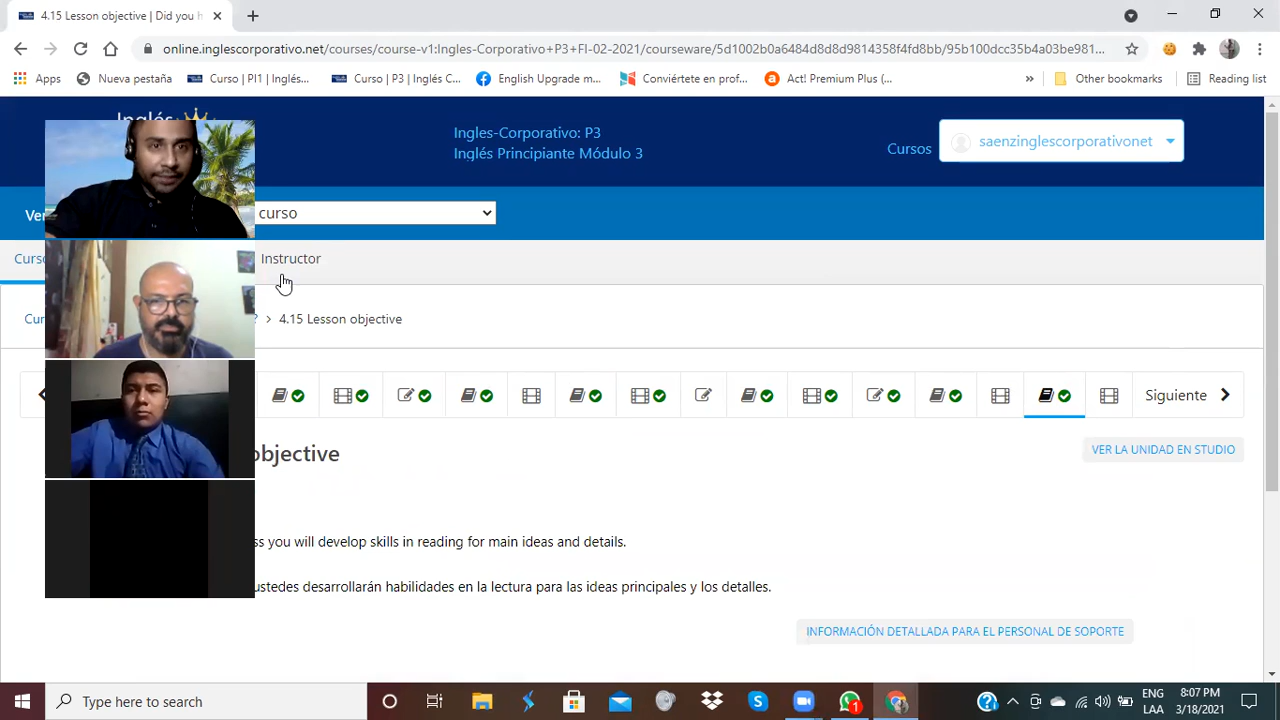 4.15 Lesson objective | Did you h
online.inglescorporativo.net/courses/course-v1:Ingles-Corporativo+P3+FI-02-2021/courseware/5d1002b0a6484d8d8d9814358f4fd8bb/95b100dcc35b4a03be981...
Apps Nueva pestaña Curso | PI1 | Inglés... Curso | P3 | Inglés C... English Upgrade m... Conviértete en prof... Act! Premium Plus (... » Other bookmarks Reading list
Inglés
Ingles-Corporativo: P3
Inglés Principiante Módulo 3
Cursos
saenzinglescorporativonet
Ve
curso
Curs
Instructor
Cu
? > 4.15 Lesson objective
Siguiente
objective
VER LA UNIDAD EN STUDIO
ss you will develop skills in reading for main ideas and details.
ustedes desarrollarán habilidades en la lectura para las ideas principales y los detalles.
INFORMACIÓN DETALLADA PARA EL PERSONAL DE SOPORTE
Type here to search
1
ENG
LAA
8:07 PM
3/18/2021